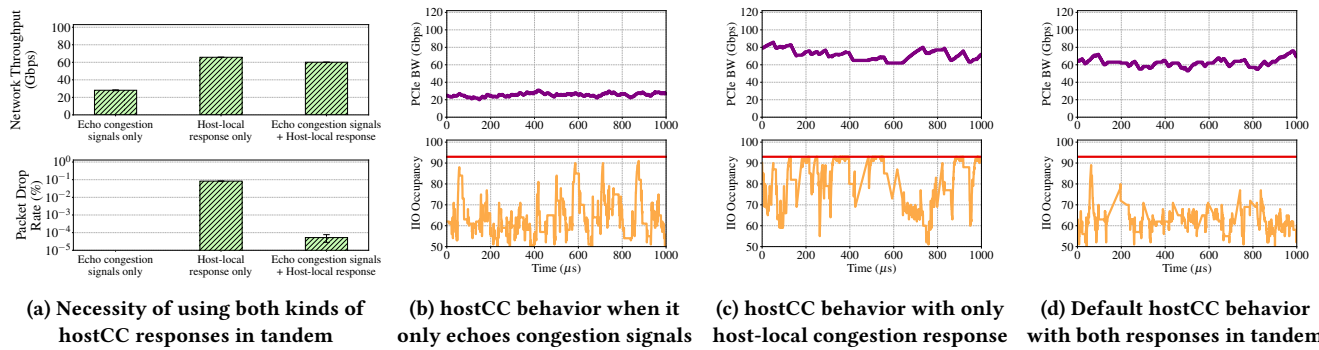 Network Throughput
(Gbps)
100
80
60
40
20
0
Echo congestion
signals only
Host-local
response only
Echo congestion signals
+ Host-local response
Packet Drop
Rate (%)
10⁰
10⁻¹
10⁻²
10⁻³
10⁻⁴
10⁻⁵
Echo congestion
signals only
Host-local
response only
Echo congestion signals
+ Host-local response
(a) Necessity of using both kinds of
hostCC responses in tandem
PCIe BW (Gbps)
120
100
80
60
40
20
0
0 200 400 600 800 1000
IIO Occupancy
100
90
80
70
60
50
0 200 400 600 800 1000
Time (μs)
(b) hostCC behavior when it
only echoes congestion signals
PCIe BW (Gbps)
120
100
80
60
40
20
0
0 200 400 600 800 1000
IIO Occupancy
100
90
80
70
60
50
0 200 400 600 800 1000
Time (μs)
(c) hostCC behavior with only
host-local congestion response
PCIe BW (Gbps)
120
100
80
60
40
20
0
0 200 400 600 800 1000
IIO Occupancy
100
90
80
70
60
50
0 200 400 600 800 1000
Time (μs)
(d) Default hostCC behavior
with both responses in tandem